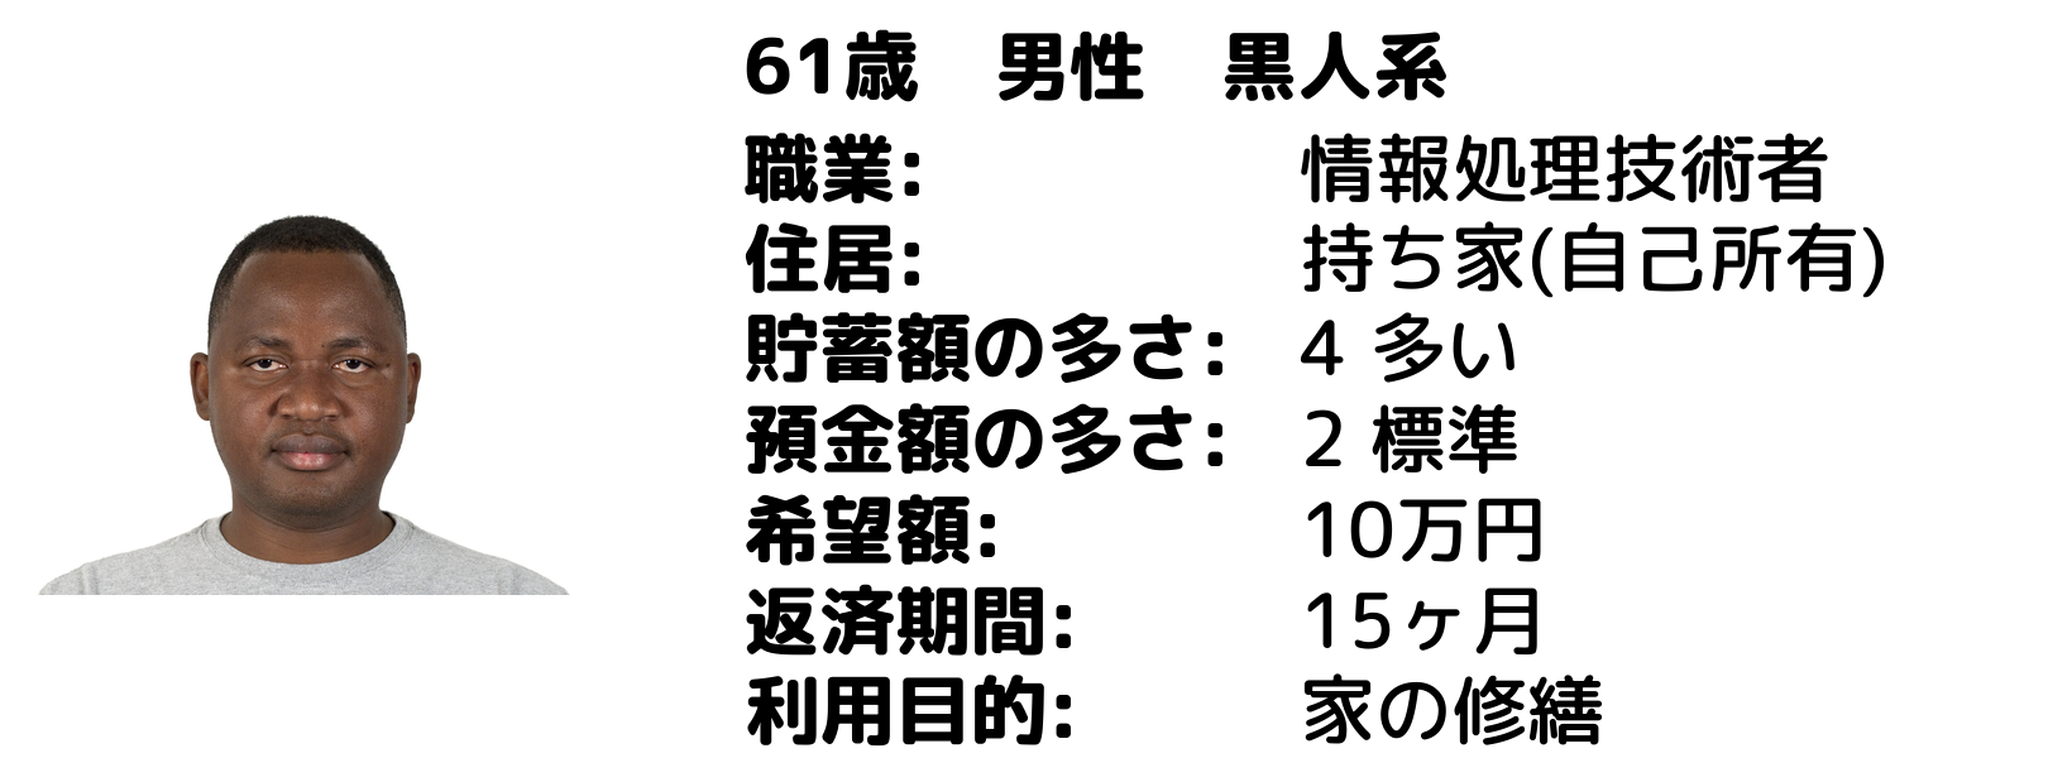 61歳　男性　黒人系
職業: 情報処理技術者
住居: 持ち家(自己所有)
貯蓄額の多さ: 4 多い
預金額の多さ: 2 標準
希望額: 10万円
返済期間: 15ヶ月
利用目的: 家の修繕